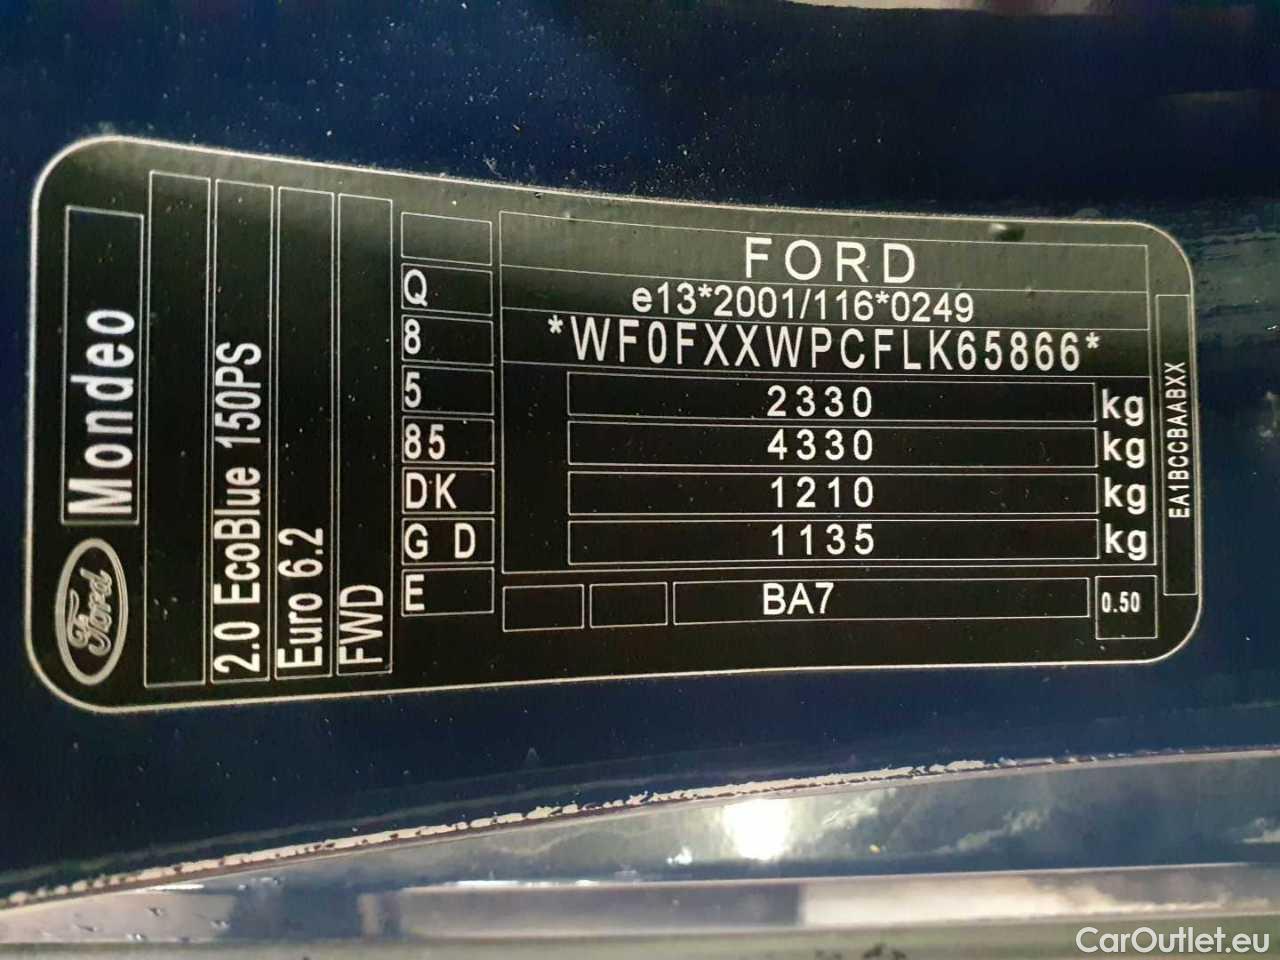 FORD
e13*2001/116*0249
*WF0FXXWPCFLK65866*
2330 kg
4330 kg
1210 kg
1135 kg
BA7
0.50
Q
8
5
85
DK
G D
E
Ford
Mondeo
2.0 EcoBlue 150PS
Euro 6.2
FWD
EA1BCCBAABXX
CarOutlet.eu